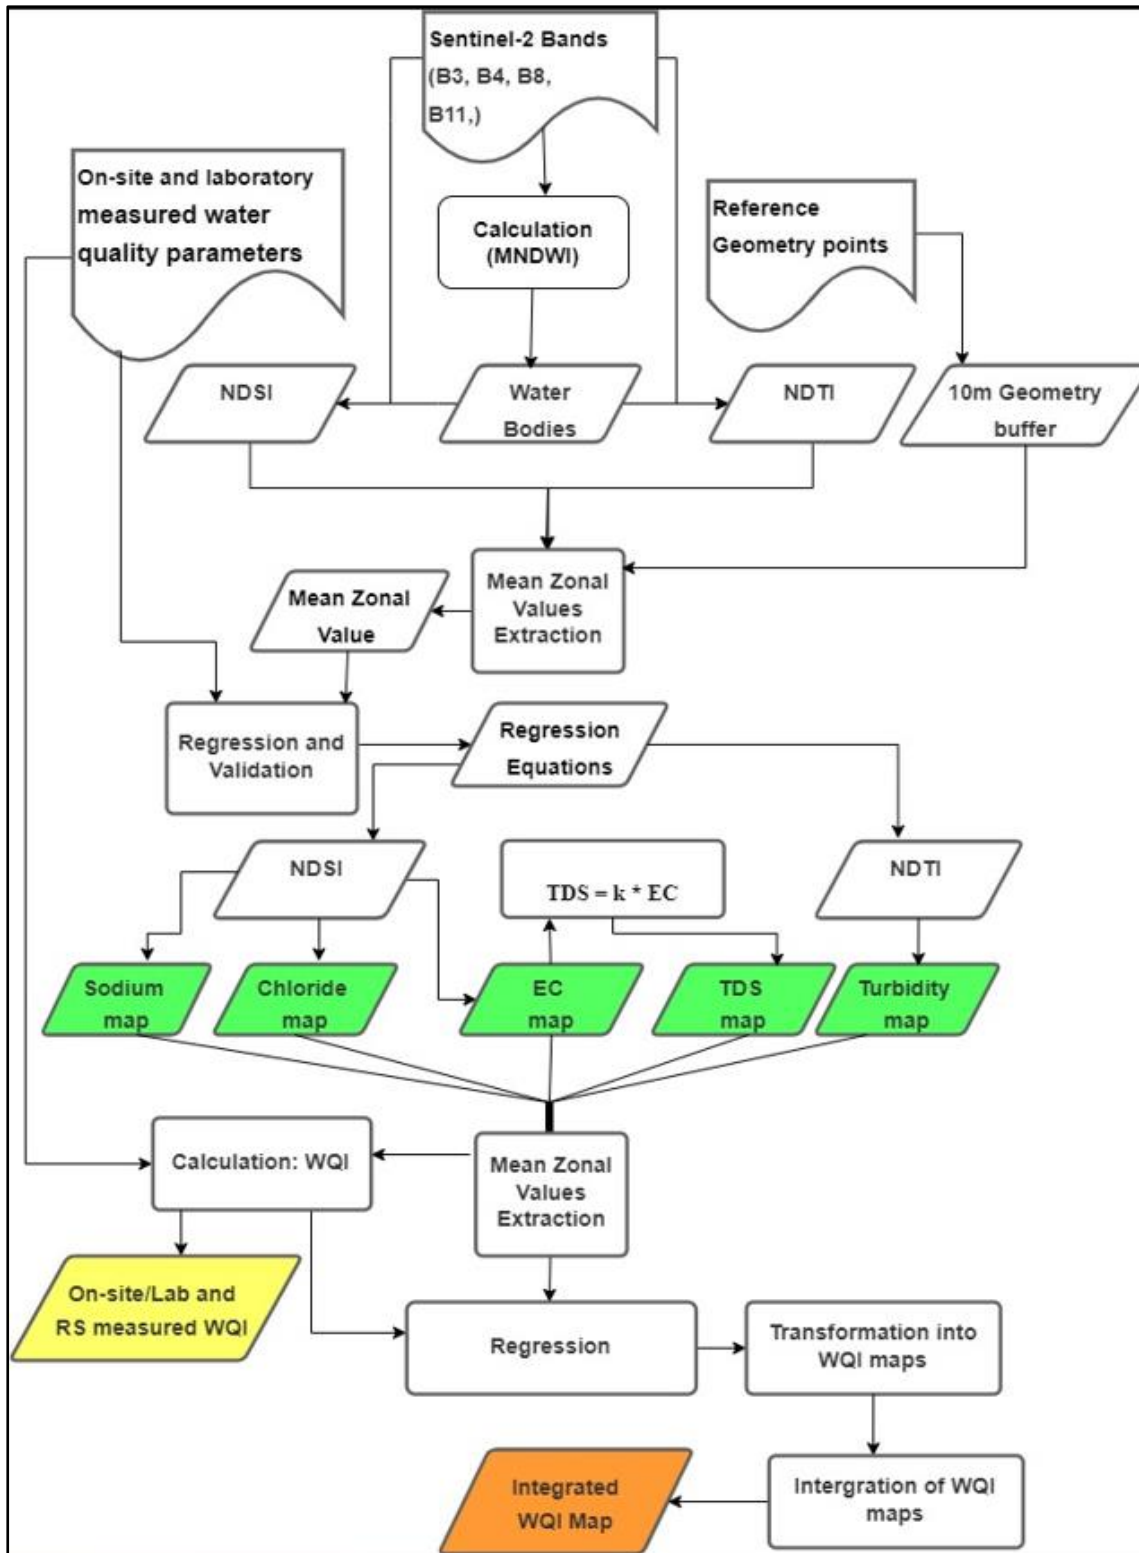 Sentinel-2 Bands
(B3, B4, B8,
B11,)
On-site and laboratory
measured water
quality parameters
Calculation
(MNDWI)
Reference
Geometry points
NDSI
Water
Bodies
NDTI
10m Geometry
buffer
Mean Zonal
Values
Extraction
Mean Zonal
Value
Regression and
Validation
Regression
Equations
NDSI
TDS = k * EC
NDTI
Sodium
map
Chloride
map
EC
map
TDS
map
Turbidity
map
Calculation: WQI
Mean Zonal
Values
Extraction
On-site/Lab and
RS measured WQI
Regression
Transformation into
WQI maps
Integrated
WQI Map
Intergration of WQI
maps